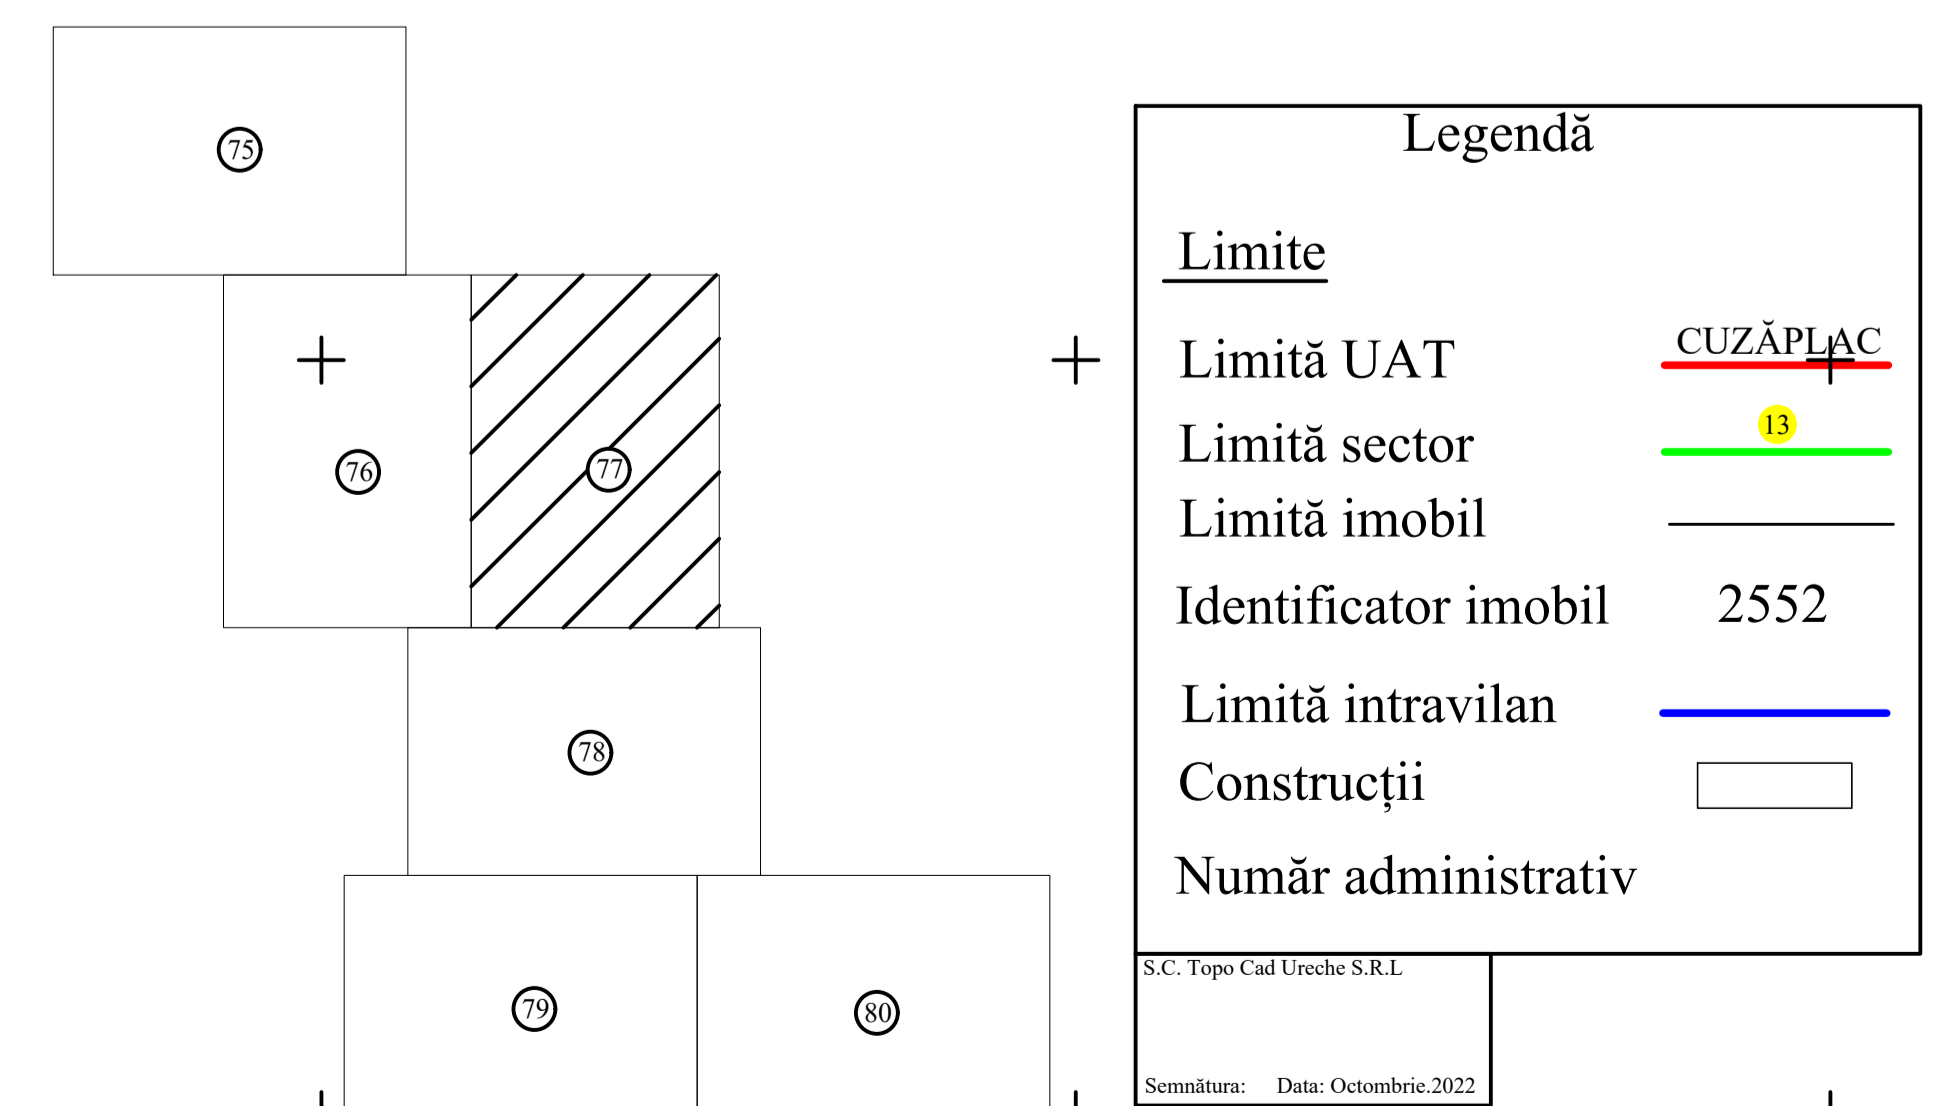 75
76
77
78
79
80
Legendă
Limite
Limită UAT
CUZĂPLAC
Limită sector
13
Limită imobil
Identificator imobil
2552
Limită intravilan
Construcții
Număr administrativ
S.C. Topo Cad Ureche S.R.L
Semnătura: Data: Octombrie.2022